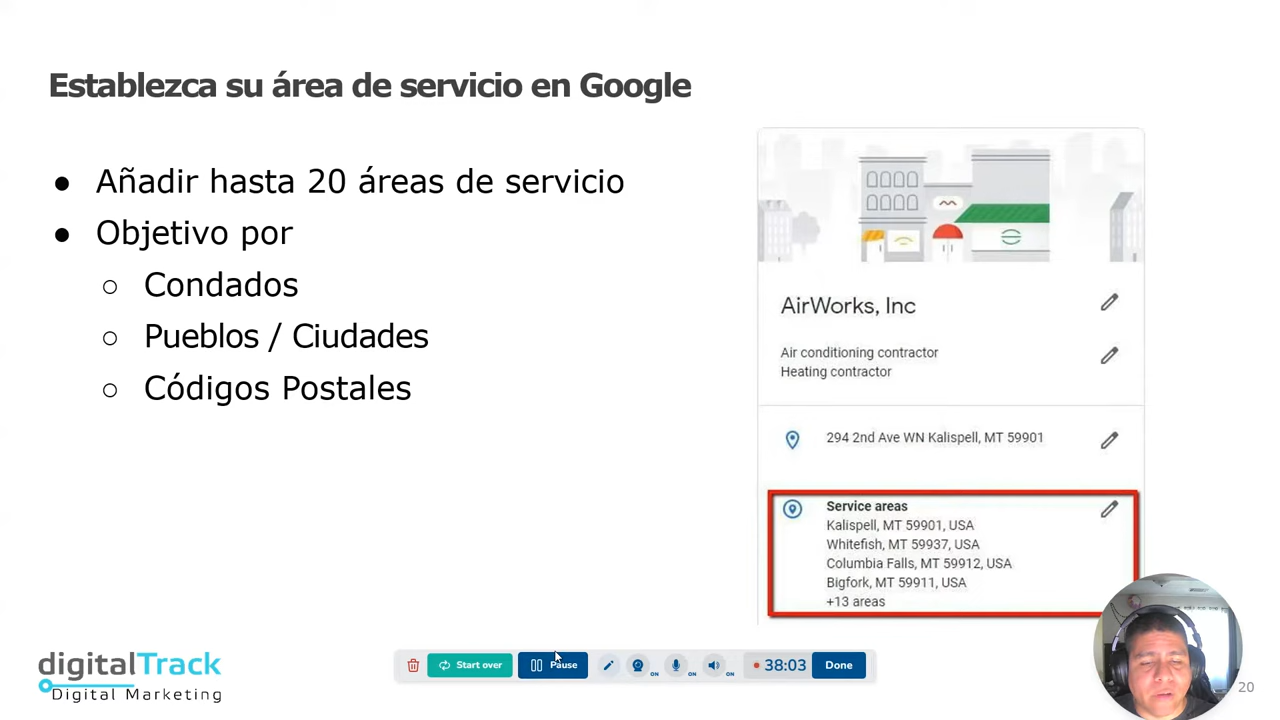 Establezca su área de servicio en Google
● Añadir hasta 20 áreas de servicio
● Objetivo por
○ Condados
○ Pueblos / Ciudades
○ Códigos Postales
AirWorks, Inc
Air conditioning contractor
Heating contractor
294 2nd Ave WN Kalispell, MT 59901
Service areas
Kalispell, MT 59901, USA
Whitefish, MT 59937, USA
Columbia Falls, MT 59912, USA
Bigfork, MT 59911, USA
+13 areas
digitalTrack
Digital Marketing
Start over
Pause
ON
ON
ON
38:03
Done
20